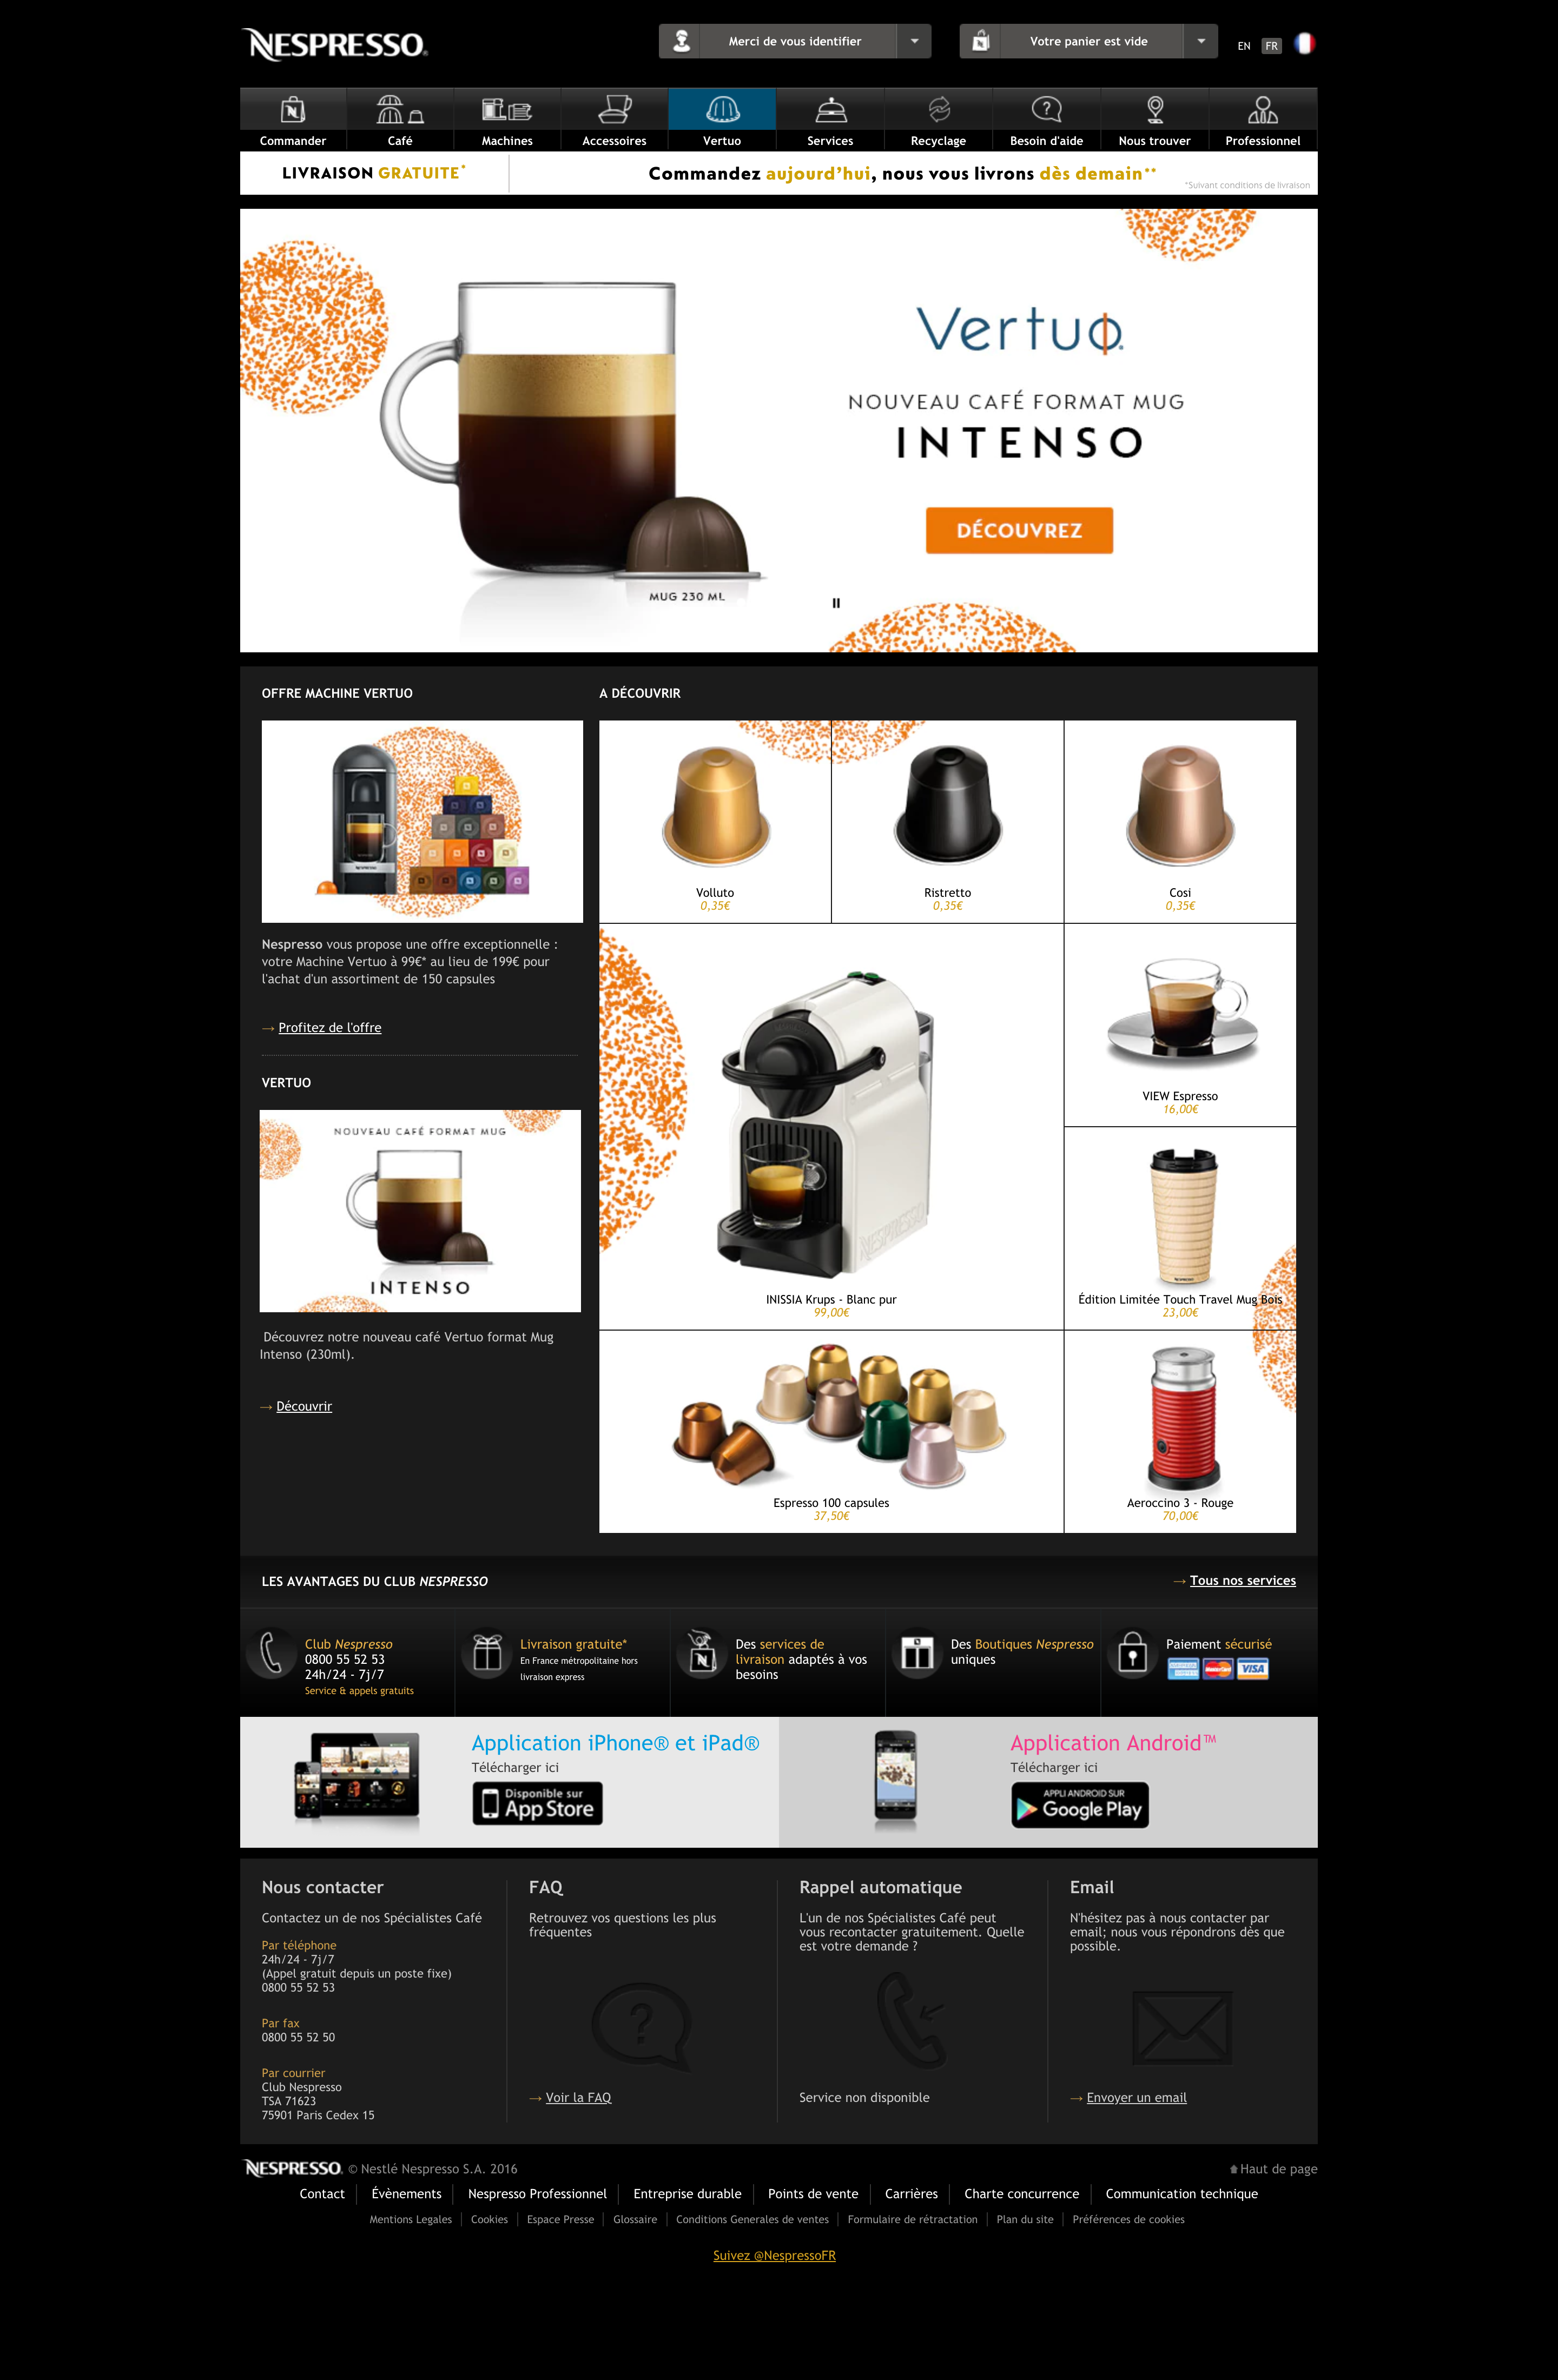 NESPRESSO.
Merci de vous identifier
Votre panier est vide
EN
FR
Commander
Café
Machines
Accessoires
Vertuo
Services
Recyclage
Besoin d'aide
Nous trouver
Professionnel
LIVRAISON GRATUITE*
Commandez aujourd'hui, nous vous livrons dès demain**
*Suivant conditions de livraison
Vertuo
NOUVEAU CAFÉ FORMAT MUG
INTENSO
DÉCOUVREZ
MUG 230 ML
OFFRE MACHINE VERTUO
Nespresso vous propose une offre exceptionnelle :
votre Machine Vertuo à 99€* au lieu de 199€ pour
l'achat d'un assortiment de 150 capsules
→ Profitez de l'offre
VERTUO
NOUVEAU CAFÉ FORMAT MUG
INTENSO
Découvrez notre nouveau café Vertuo format Mug
Intenso (230ml).
→ Découvrir
A DÉCOUVRIR
Volluto
0,35€
Ristretto
0,35€
Cosi
0,35€
NESPRESSO
INISSIA Krups - Blanc pur
99,00€
VIEW Espresso
16,00€
Édition Limitée Touch Travel Mug Bois
23,00€
Espresso 100 capsules
37,50€
Aeroccino 3 - Rouge
70,00€
LES AVANTAGES DU CLUB NESPRESSO
→ Tous nos services
Club Nespresso
0800 55 52 53
24h/24 - 7j/7
Service & appels gratuits
Livraison gratuite*
En France métropolitaine hors
livraison express
Des services de
livraison adaptés à vos
besoins
Des Boutiques Nespresso
uniques
Paiement sécurisé
MasterCard
VISA
Application iPhone® et iPad®
Télécharger ici
Disponible sur
App Store
Application Android™
Télécharger ici
APPLI ANDROID SUR
Google Play
Nous contacter
Contactez un de nos Spécialistes Café
Par téléphone
24h/24 - 7j/7
(Appel gratuit depuis un poste fixe)
0800 55 52 53
Par fax
0800 55 52 50
Par courrier
Club Nespresso
TSA 71623
75901 Paris Cedex 15
FAQ
Retrouvez vos questions les plus
fréquentes
→ Voir la FAQ
Rappel automatique
L'un de nos Spécialistes Café peut
vous recontacter gratuitement. Quelle
est votre demande ?
Service non disponible
Email
N'hésitez pas à nous contacter par
email; nous vous répondrons dès que
possible.
→ Envoyer un email
NESPRESSO. © Nestlé Nespresso S.A. 2016
Haut de page
Contact
Évènements
Nespresso Professionnel
Entreprise durable
Points de vente
Carrières
Charte concurrence
Communication technique
Mentions Legales
Cookies
Espace Presse
Glossaire
Conditions Generales de ventes
Formulaire de rétractation
Plan du site
Préférences de cookies
Suivez @NespressoFR